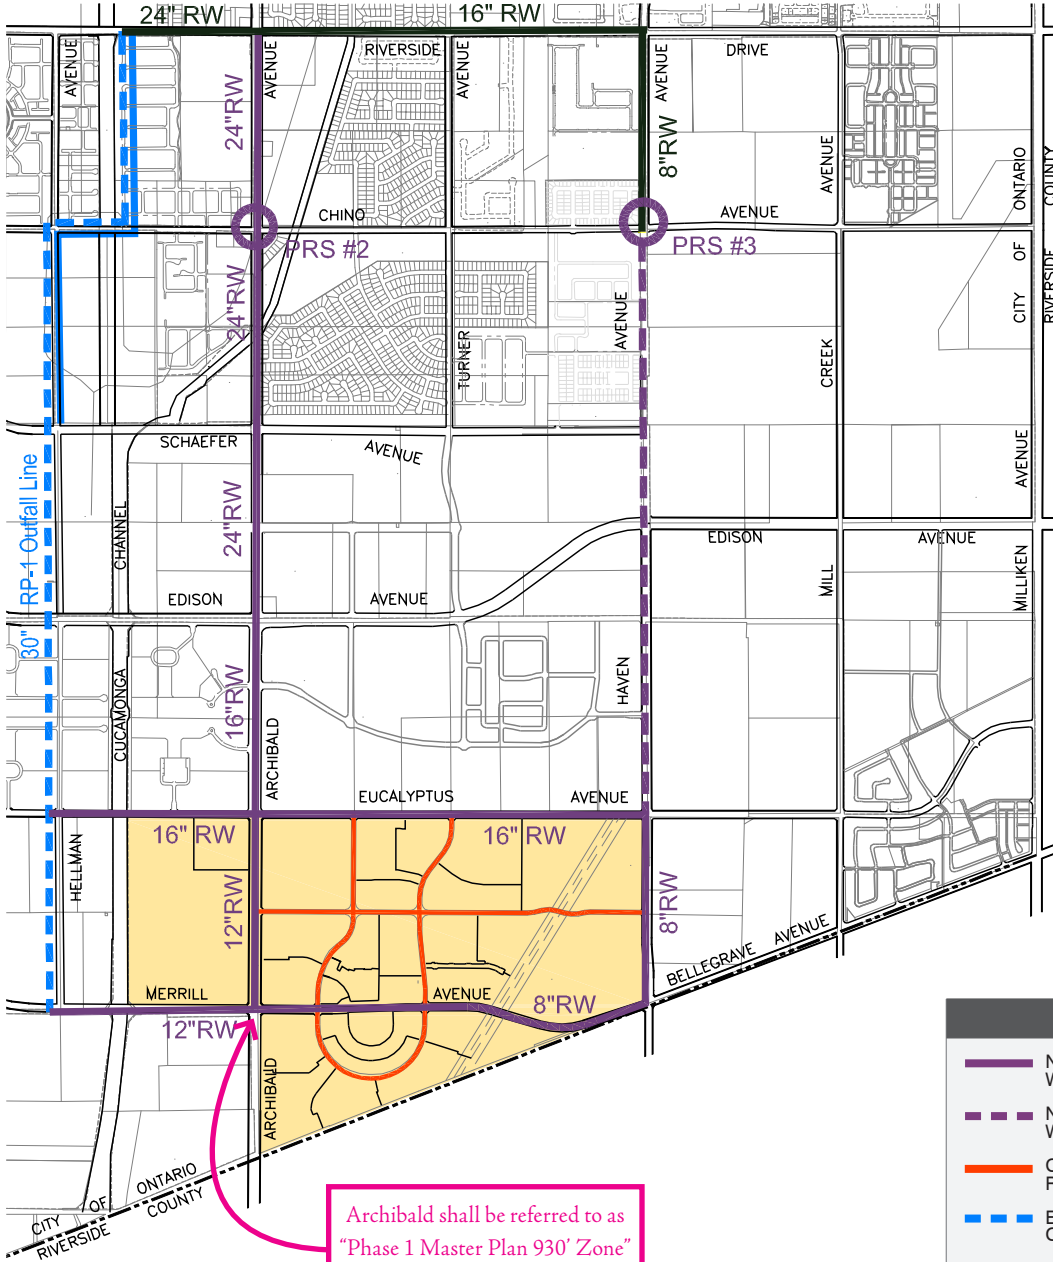 24" RW
16" RW
AVENUE
AVENUE
RIVERSIDE
AVENUE
AVENUE
DRIVE
24"RW
8"RW
AVENUE
ONTARIO
COUNTY
CHINO
AVENUE
PRS #2
PRS #3
24"RW
AVENUE
TURNER
CREEK
CITY OF
RIVERSIDE
SCHAEFER
AVENUE
AVENUE
30" RP-1 Outfall Line
CHANNEL
24"RW
EDISON
AVENUE
EDISON
AVENUE
MILL
MILLIKEN
CUCAMONGA
16"RW
ARCHIBALD
HAVEN
EUCALYPTUS
AVENUE
16" RW
16" RW
HELLMAN
12"RW
8"RW
BELLEGRAVE AVENUE
MERRILL
AVENUE
8"RW
12"RW
ARCHIBALD
CITY OF ONTARIO
RIVERSIDE COUNTY
Archibald shall be referred to as
“Phase 1 Master Plan 930’ Zone”